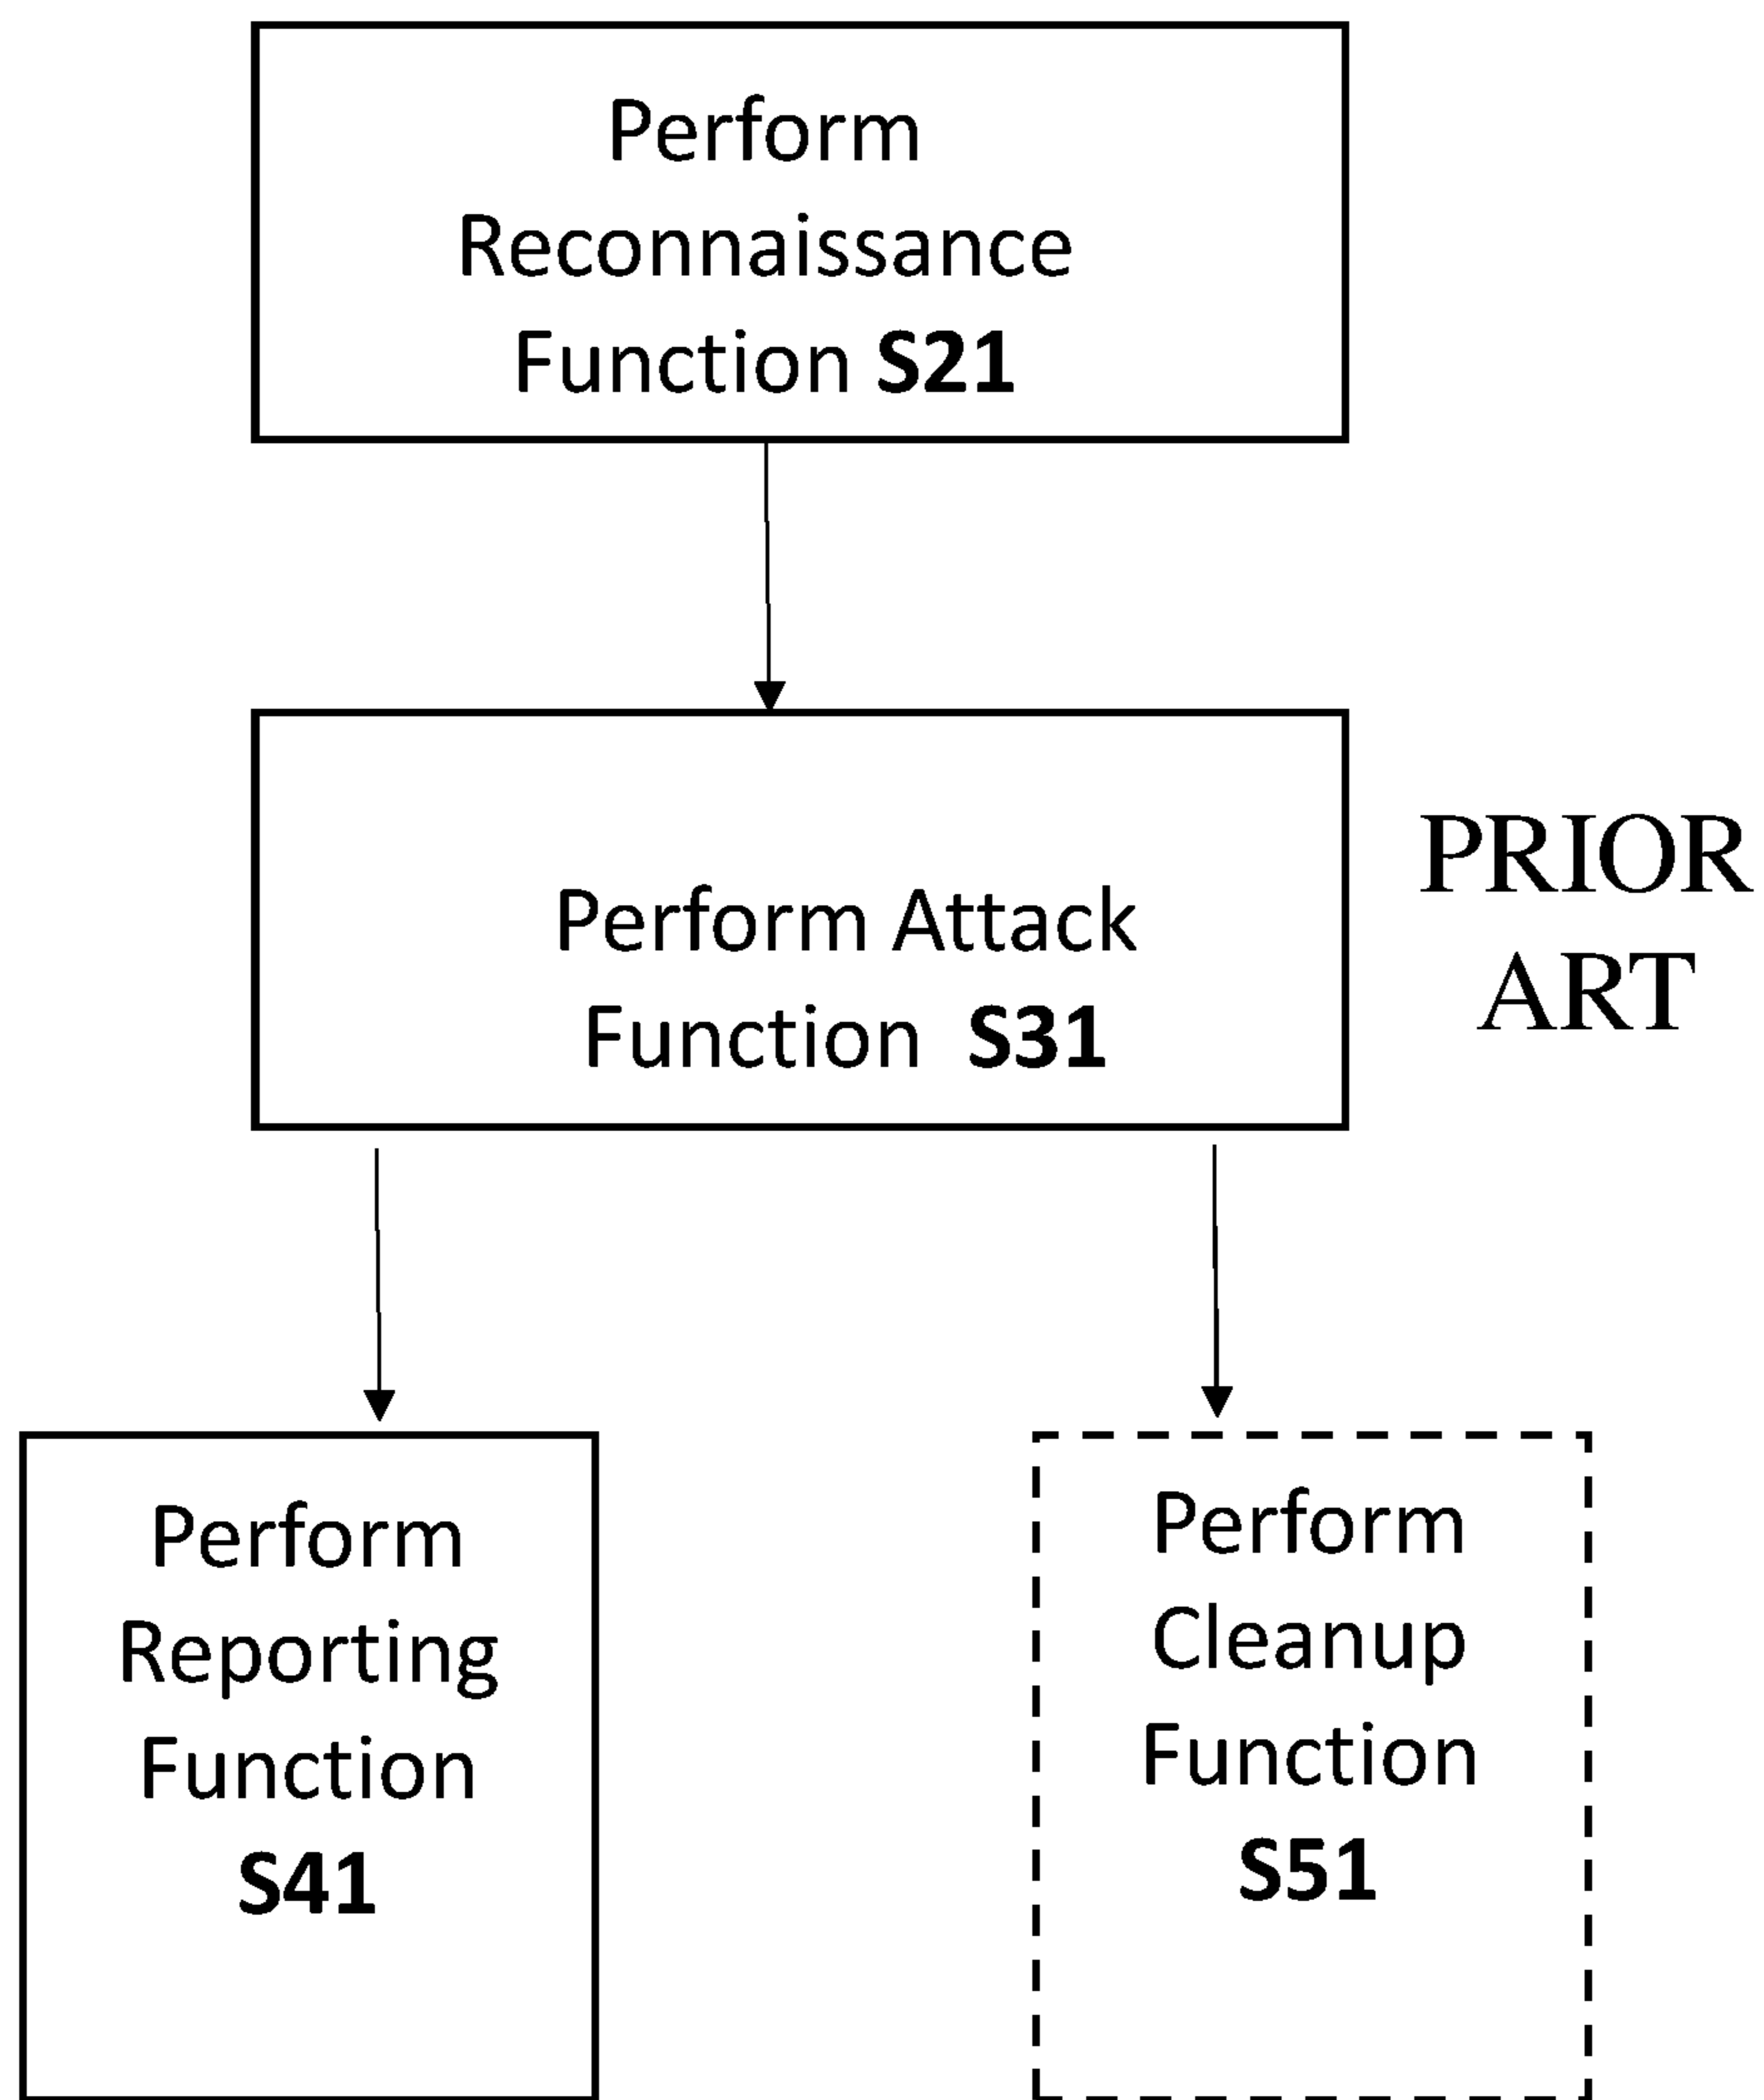 Perform
Reconnaissance
Function S21
Perform Attack
Function S31
PRIOR
ART
Perform
Reporting
Function
S41
Perform
Cleanup
Function
S51